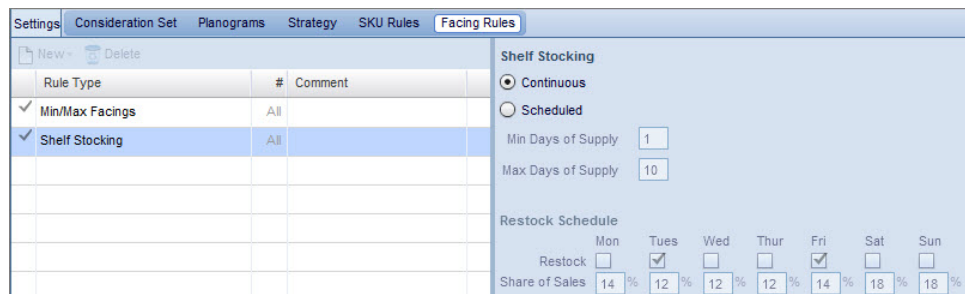 Settings Consideration Set Planograms Strategy SKU Rules Facing Rules
New Delete
Rule Type # Comment
Min/Max Facings All
Shelf Stocking All
Shelf Stocking
Continuous
Scheduled
Min Days of Supply 1
Max Days of Supply 10
Restock Schedule
Mon Tues Wed Thur Fri Sat Sun
Restock
Share of Sales 14 % 12 % 12 % 12 % 14 % 18 % 18 %